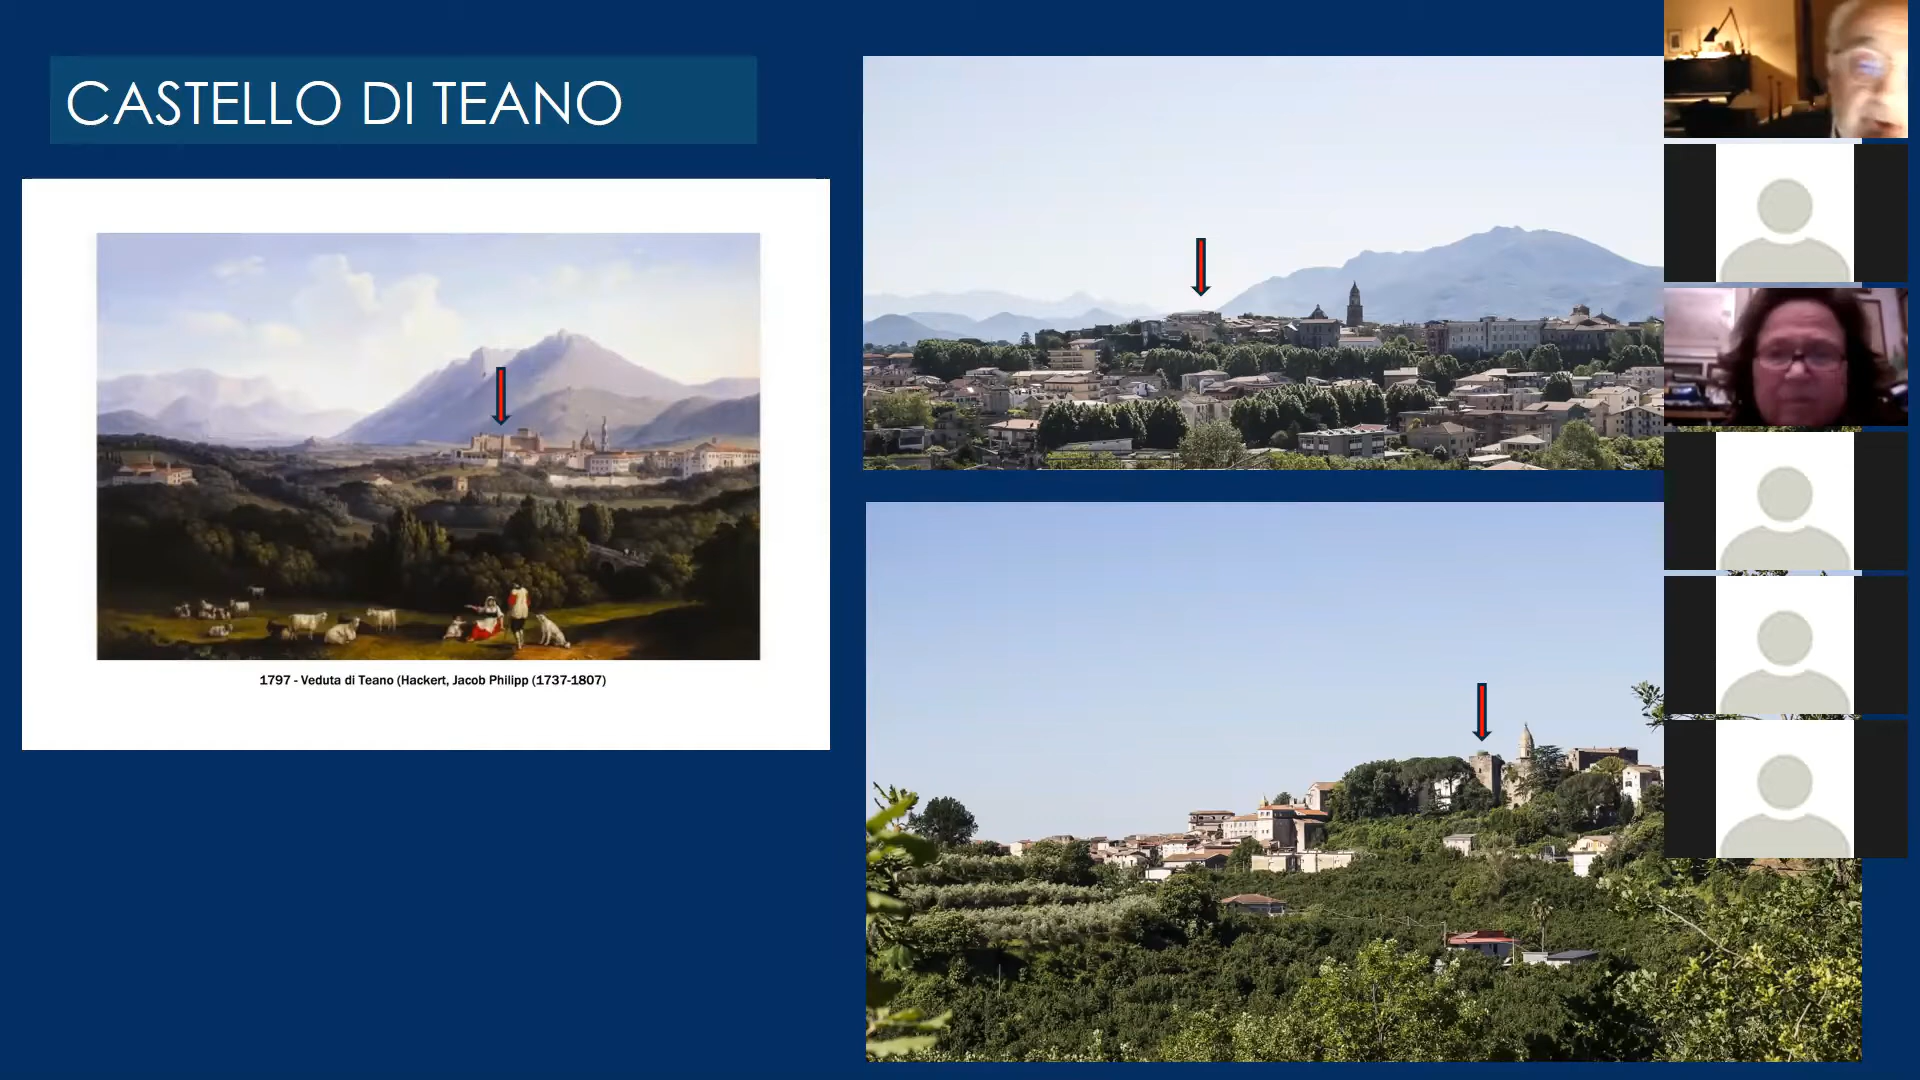 CASTELLO DI TEANO
1797 - Veduta di Teano (Hackert, Jacob Philipp (1737-1807)